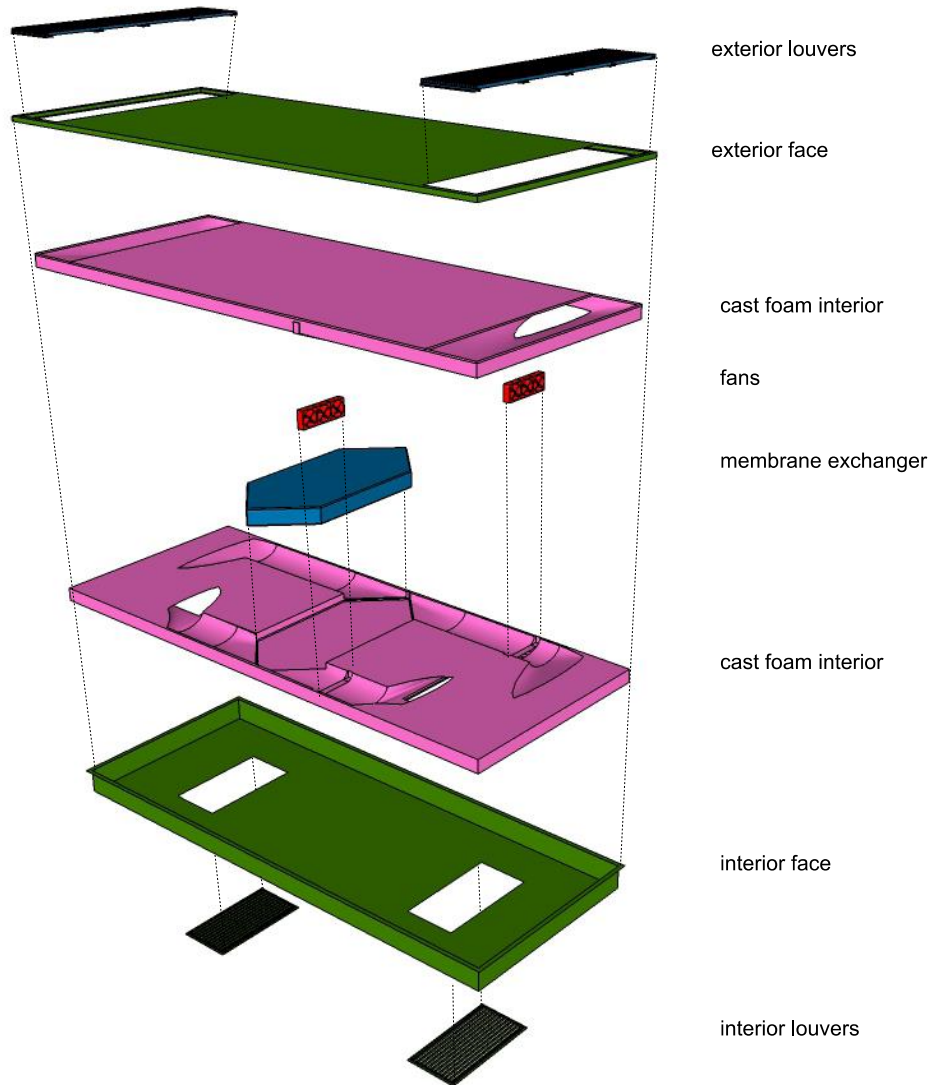 exterior louvers
exterior face
cast foam interior
fans
membrane exchanger
cast foam interior
interior face
interior louvers